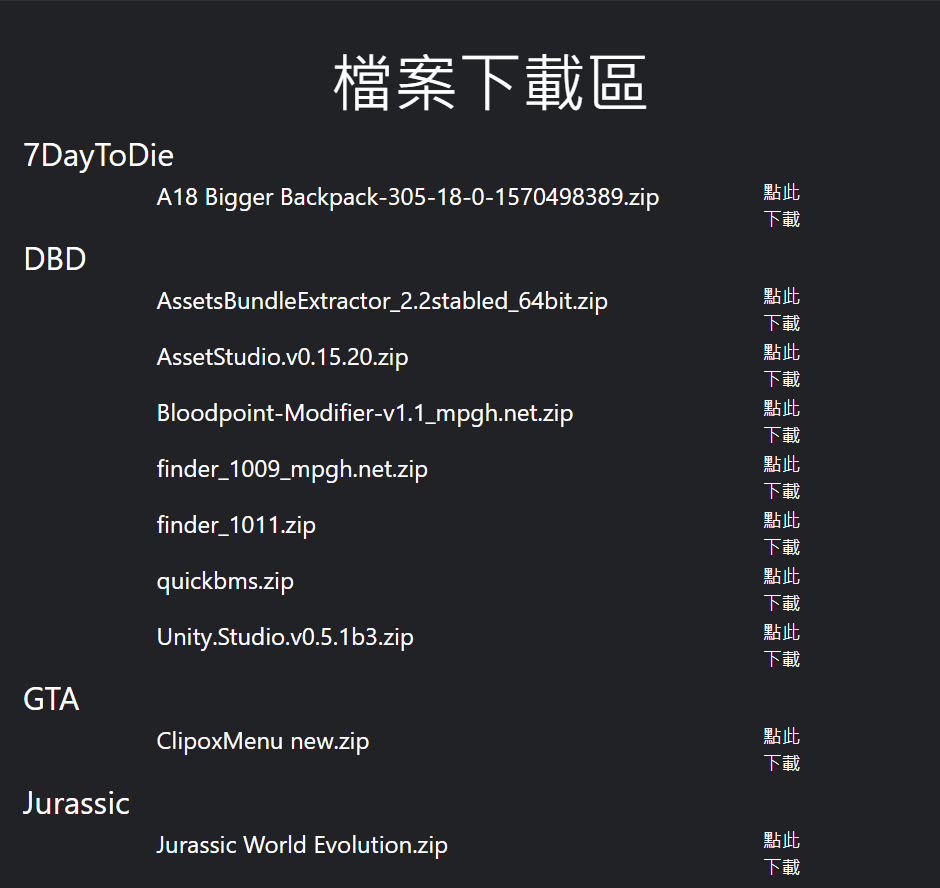 檔案下載區
7DayToDie
A18 Bigger Backpack-305-18-0-1570498389.zip
點此
下載
DBD
AssetsBundleExtractor_2.2stabled_64bit.zip
點此
下載
AssetStudio.v0.15.20.zip
點此
下載
Bloodpoint-Modifier-v1.1_mpgh.net.zip
點此
下載
finder_1009_mpgh.net.zip
點此
下載
finder_1011.zip
點此
下載
quickbms.zip
點此
下載
Unity.Studio.v0.5.1b3.zip
點此
下載
GTA
ClipoxMenu new.zip
點此
下載
Jurassic
Jurassic World Evolution.zip
點此
下載